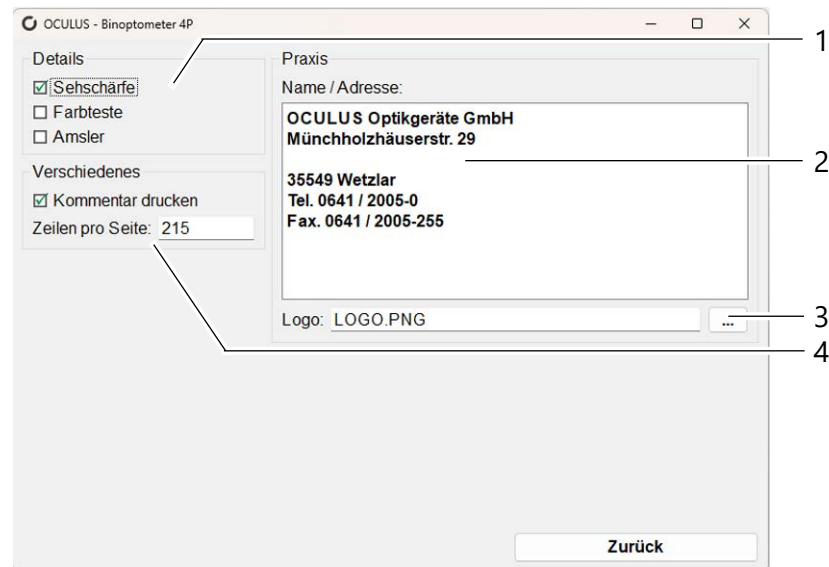 OCULUS - Binoptometer 4P
1
Details
Sehschärfe
Farbteste
Amsler
Verschiedenes
Kommentar drucken
Zeilen pro Seite: 215
Praxis
Name / Adresse:
OCULUS Optikgeräte GmbH
Münchholzhäuserstr. 29
35549 Wetzlar
Tel. 0641 / 2005-0
Fax. 0641 / 2005-255
2
Logo: LOGO.PNG
...
3
4
Zurück